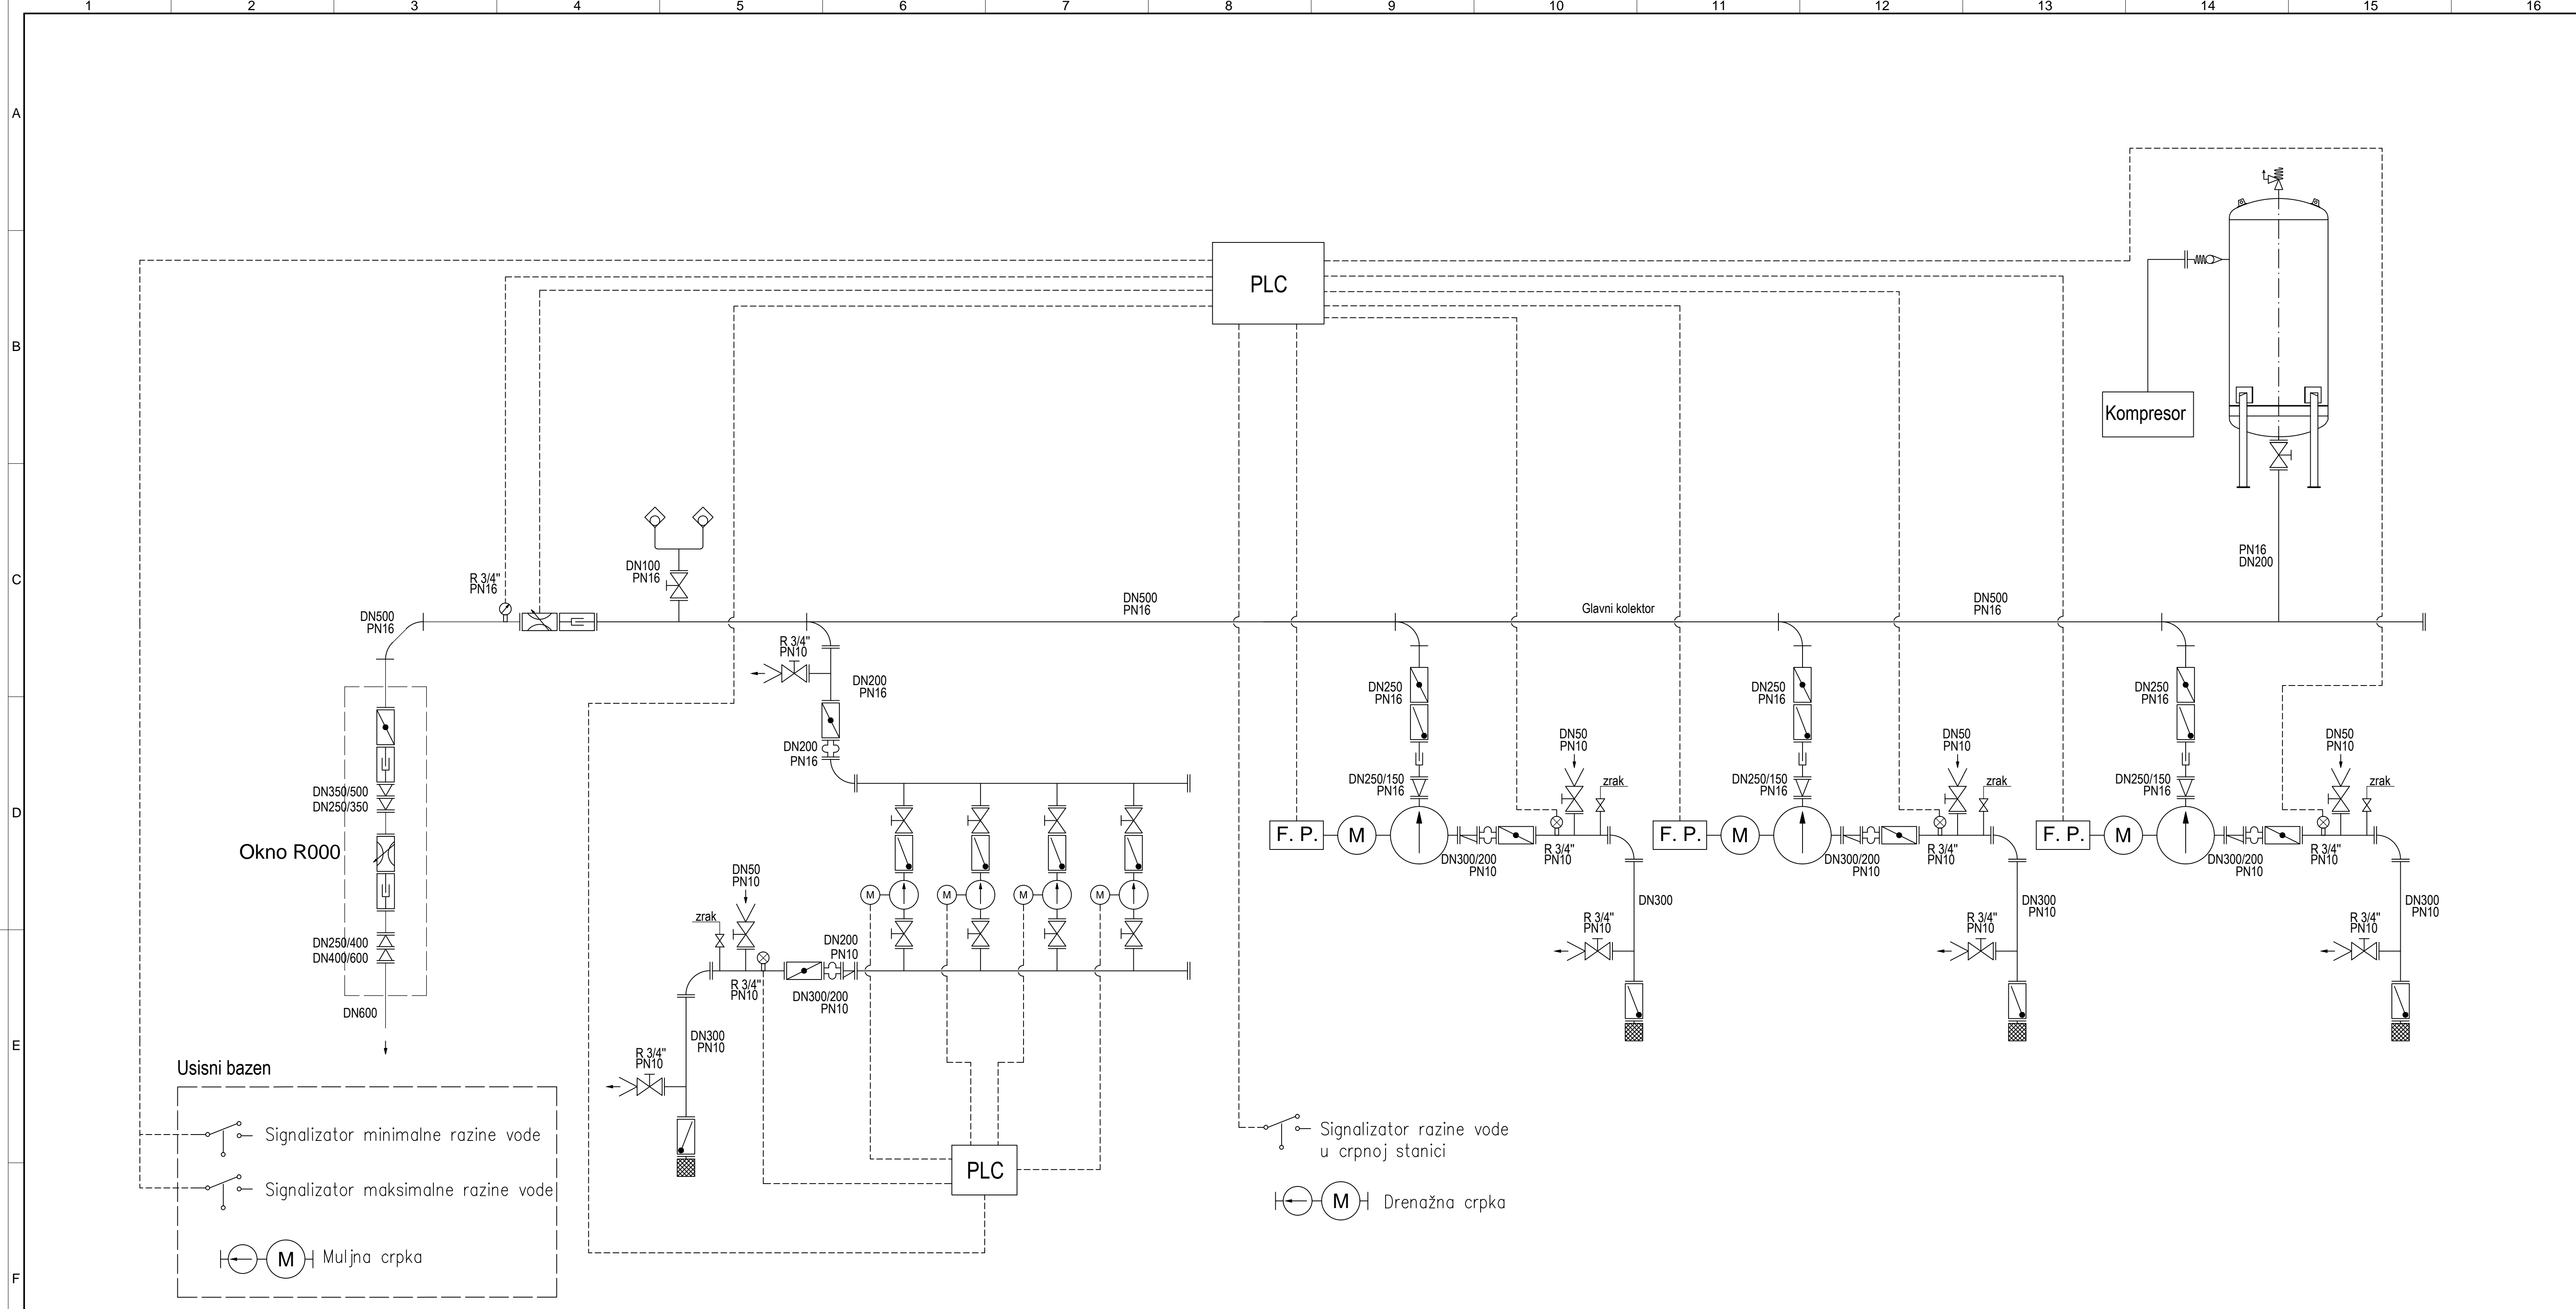 1 2 3 4 5 6 7 8 9 10 11 12 13 14 15 16
A
B
C
D
E
F
PLC
Kompresor
PN16
DN200
DN100
PN16
R 3/4"
PN16
DN500
PN16
DN500
PN16
Glavni kolektor
DN500
PN16
R 3/4"
PN10
DN200
PN16
DN200
PN16
DN250
PN16
DN250
PN16
DN250
PN16
DN50
PN10
zrak
DN50
PN10
zrak
DN50
PN10
zrak
DN250/150
PN16
DN250/150
PN16
DN250/150
PN16
DN350/500
DN250/350
Okno R000
F. P. M
F. P. M
F. P. M
DN300/200
PN10
R 3/4"
PN10
DN300/200
PN10
R 3/4"
PN10
DN300/200
PN10
R 3/4"
PN10
DN50
PN10
zrak
M M M M
DN300
DN300
PN10
DN300
PN10
R 3/4"
PN10
R 3/4"
PN10
R 3/4"
PN10
DN250/400
DN400/600
DN200
PN10
R 3/4"
PN10
DN300/200
PN10
DN600
DN300
PN10
R 3/4"
PN10
Usisni bazen
Signalizator minimalne razine vode
Signalizator maksimalne razine vode
M Muljna crpka
PLC
Signalizator razine vode
u crpnoj stanici
M Drenažna crpka